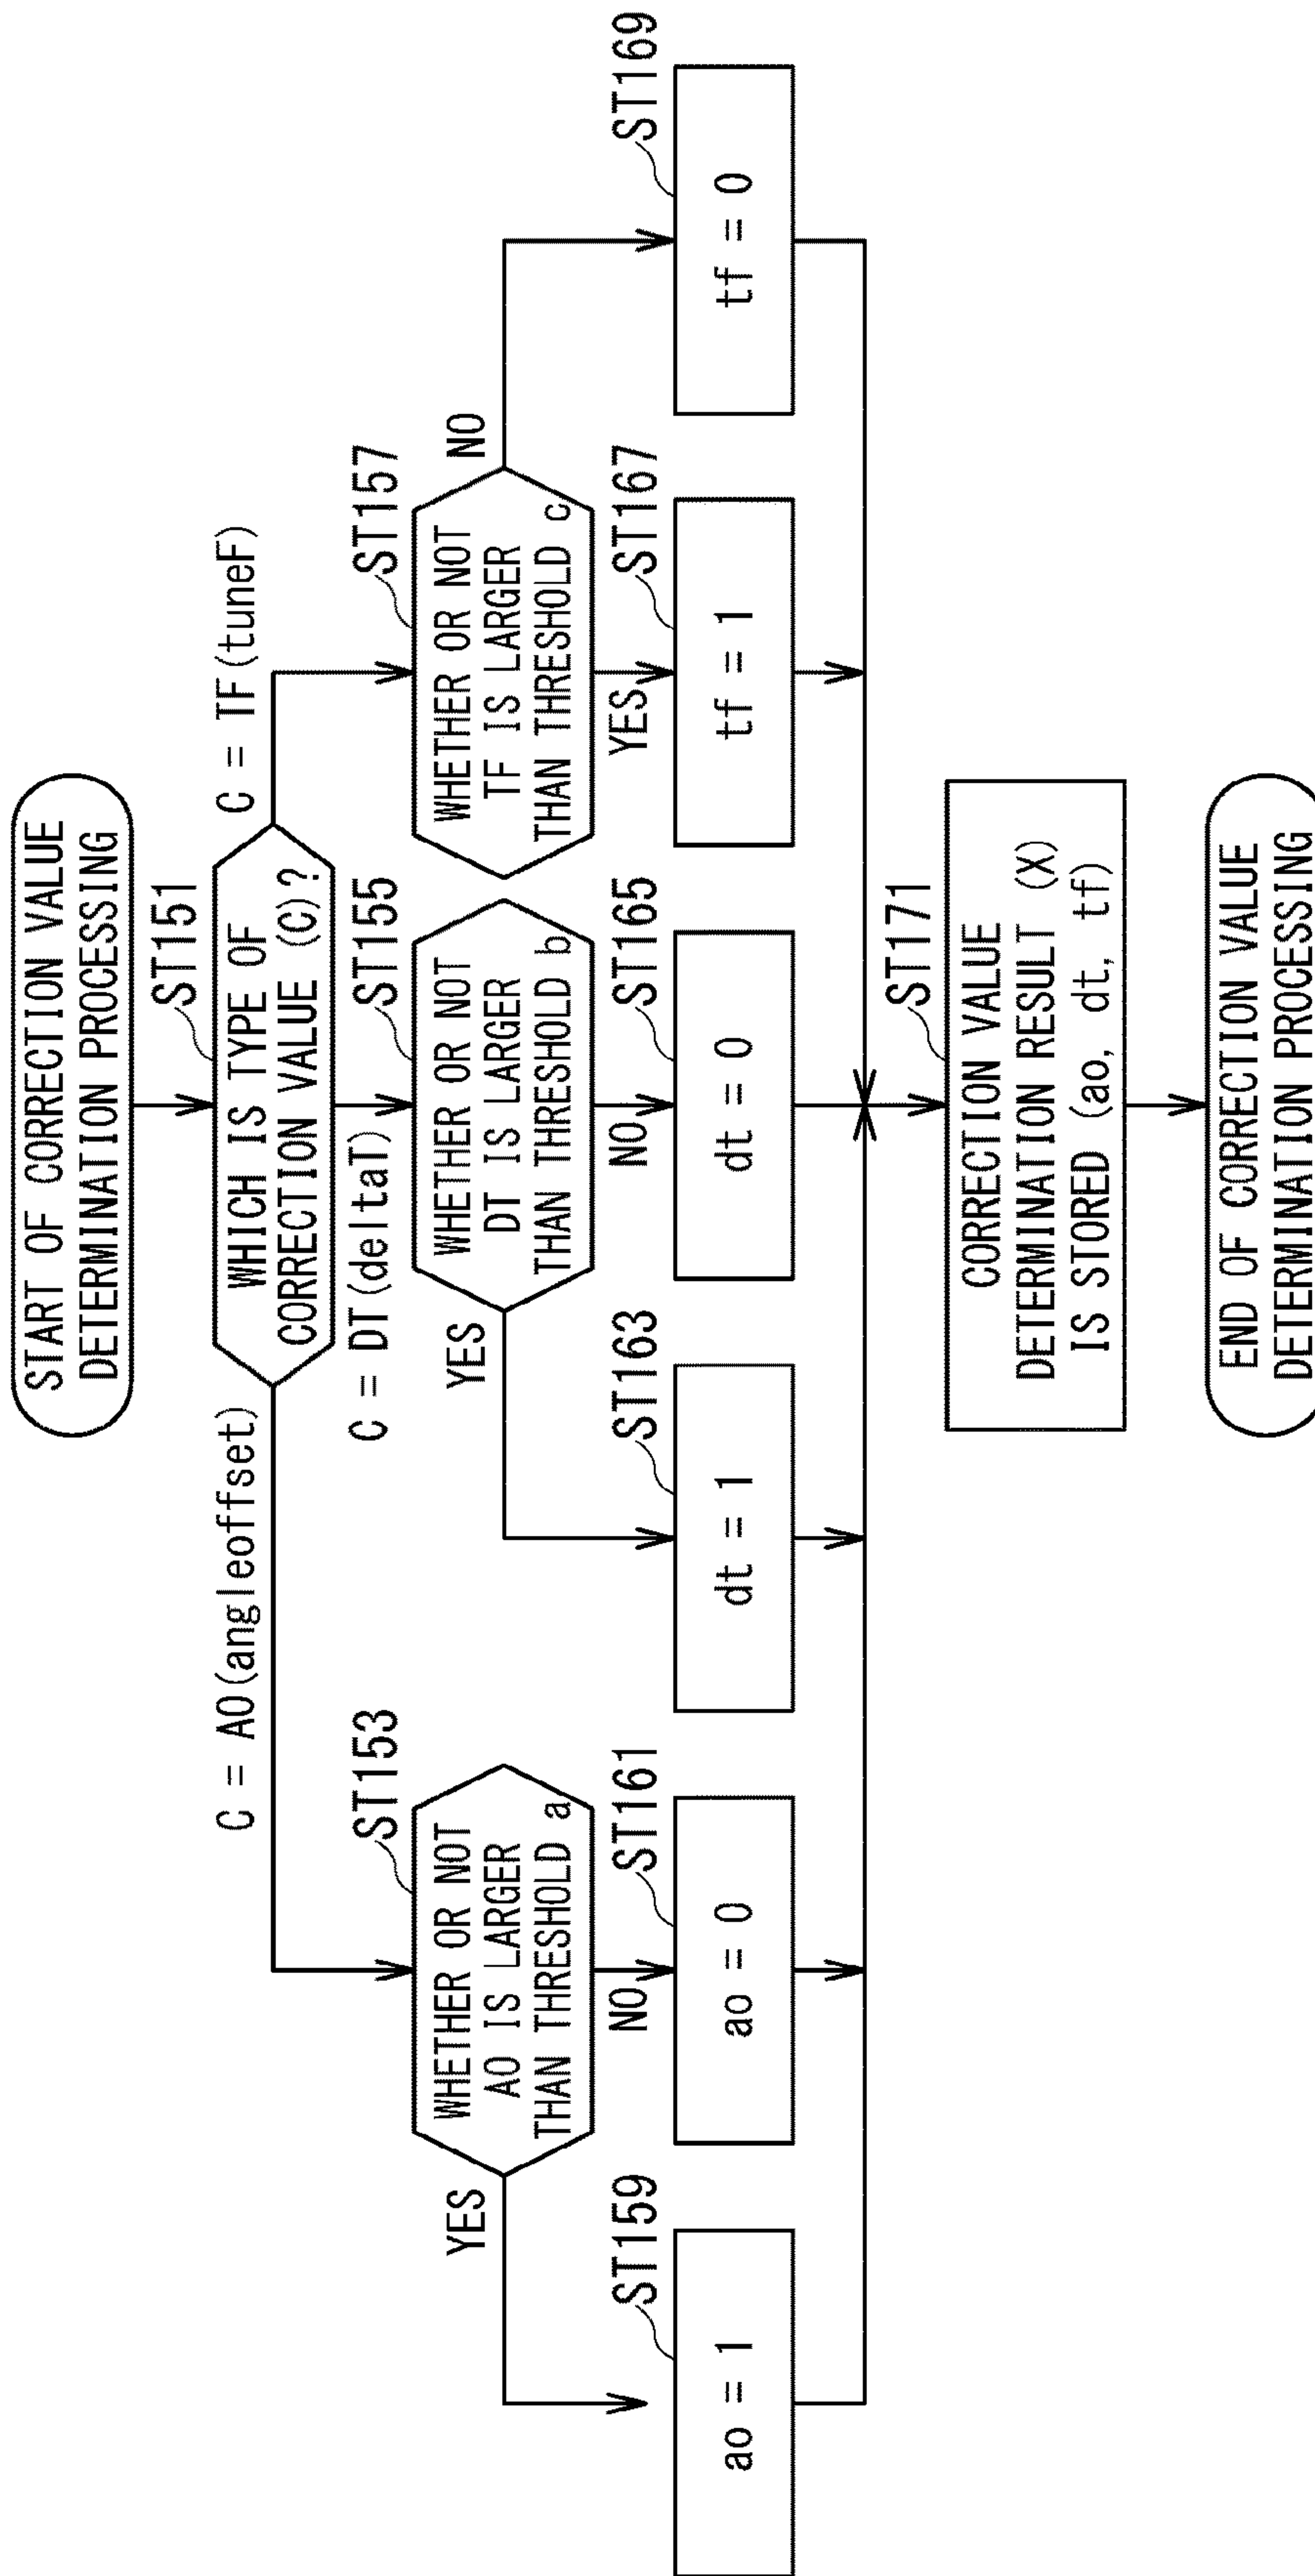 START OF CORRECTION VALUE
DETERMINATION PROCESSING
ST151
WHICH IS TYPE OF
CORRECTION VALUE (C)?
C = AO(angleoffset)
C = DT(deltaT)
C = TF(tuneF)
ST153
WHETHER OR NOT
AO IS LARGER
THAN THRESHOLD a
YES
NO
ST155
WHETHER OR NOT
DT IS LARGER
THAN THRESHOLD b
YES
NO
ST157
WHETHER OR NOT
TF IS LARGER
THAN THRESHOLD c
YES
NO
ST159
ao = 1
ST161
ao = 0
ST163
dt = 1
ST165
dt = 0
ST167
tf = 1
ST169
tf = 0
ST171
CORRECTION VALUE
DETERMINATION RESULT (X)
IS STORED (ao, dt, tf)
END OF CORRECTION VALUE
DETERMINATION PROCESSING